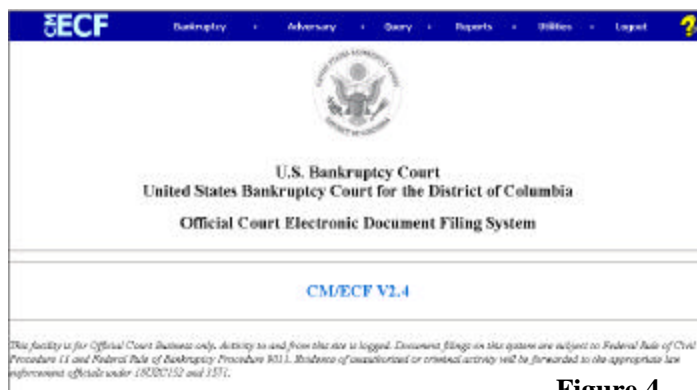 CM ECF Bankruptcy · Adversary · Query · Reports · Utilities · Logout ?
U.S. Bankruptcy Court
United States Bankruptcy Court for the District of Columbia
Official Court Electronic Document Filing System
CM/ECF V2.4
This facility is for Official Court Business only. Activity to and from this site is logged. Document filings on this system are subject to Federal Rule of Civil
Procedure 11 and Federal Rule of Bankruptcy Procedure 9011. Evidence of unauthorized or criminal activity will be forwarded to the appropriate law
enforcement officials under 18USC152 and 3571.
Figure 4